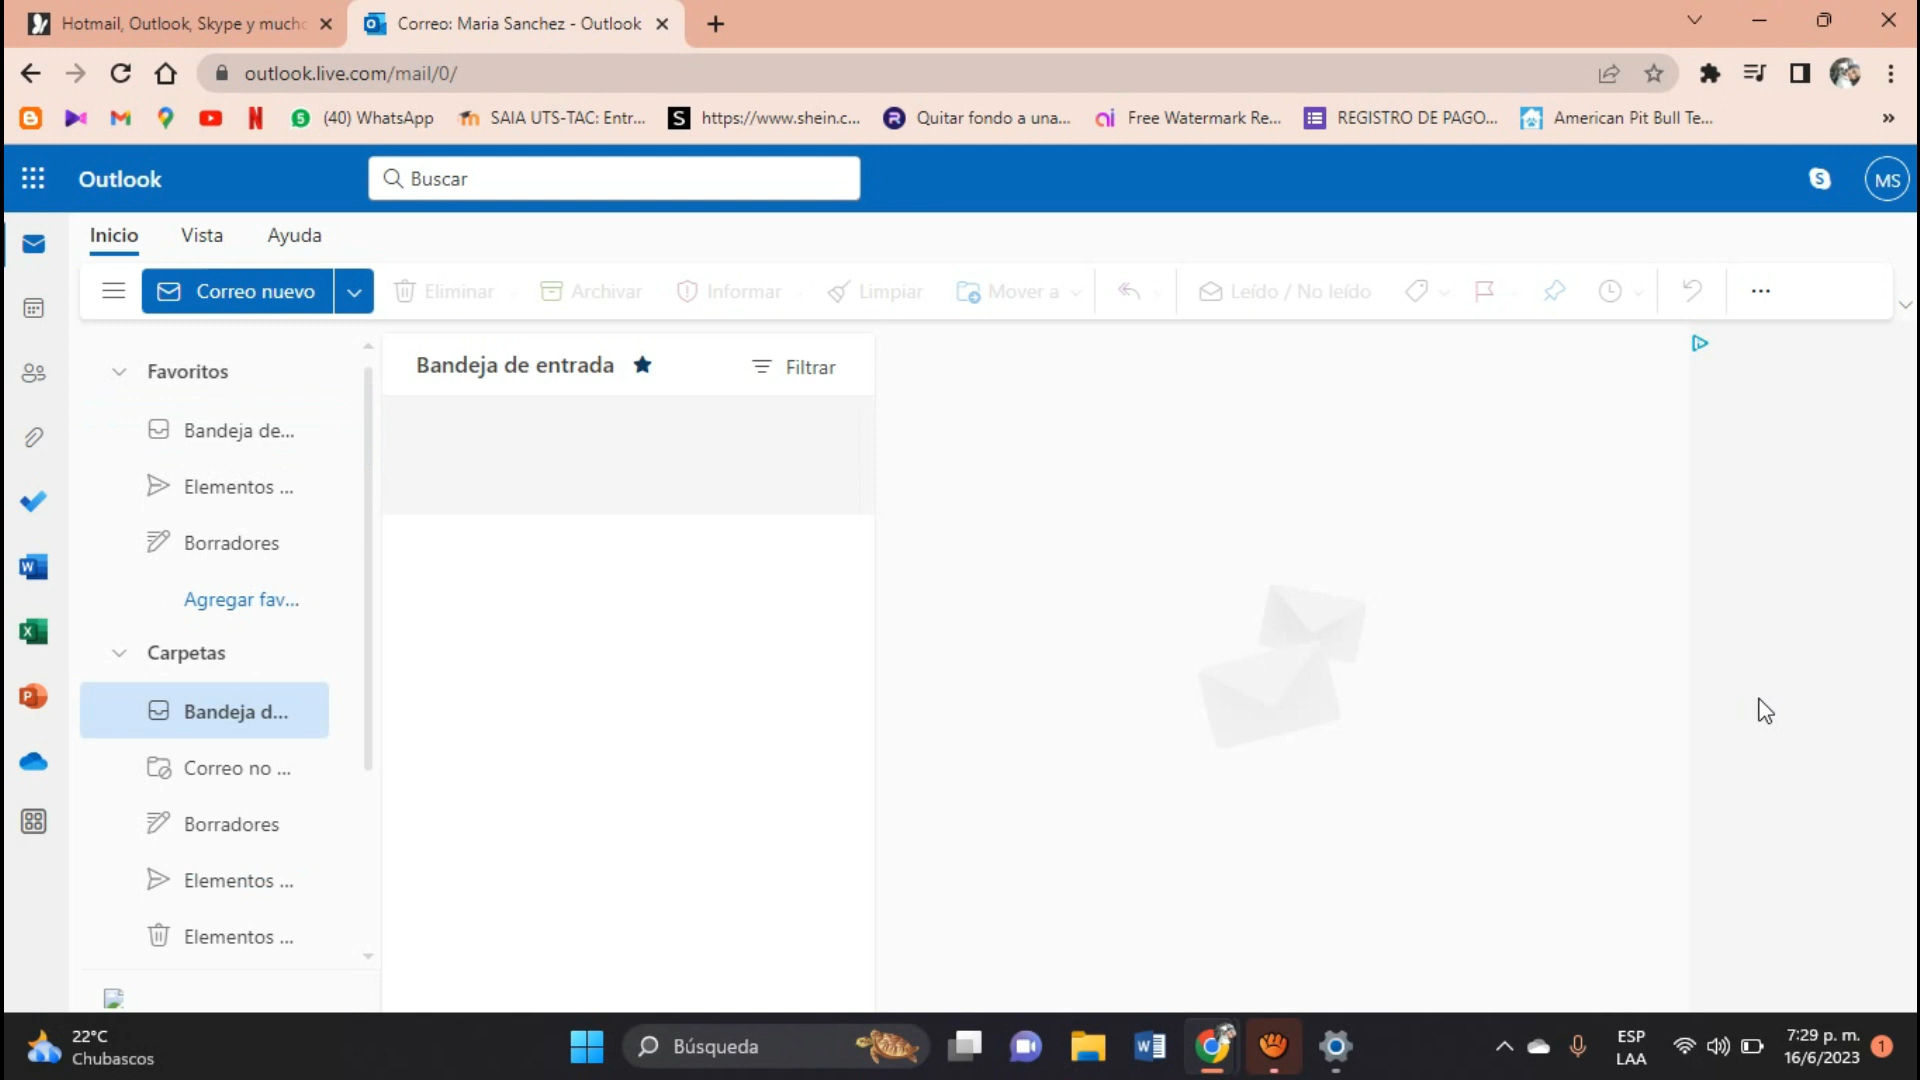 Hotmail, Outlook, Skype y mucho
Correo: Maria Sanchez - Outlook
outlook.live.com/mail/0/
(40) WhatsApp
SAIA UTS-TAC: Entr...
https://www.shein.c...
Quitar fondo a una...
Free Watermark Re...
REGISTRO DE PAGO...
American Pit Bull Te...
»
Outlook
Buscar
MS
Inicio
Vista
Ayuda
Correo nuevo
Eliminar
Archivar
Informar
Limpiar
Mover a
Leído / No leído
...
Favoritos
Bandeja de entrada
Filtrar
Bandeja de...
Elementos ...
Borradores
Agregar fav...
Carpetas
Bandeja d...
Correo no ...
Borradores
Elementos ...
Elementos ...
22°C
Chubascos
Búsqueda
ESP
LAA
7:29 p. m.
16/6/2023
1